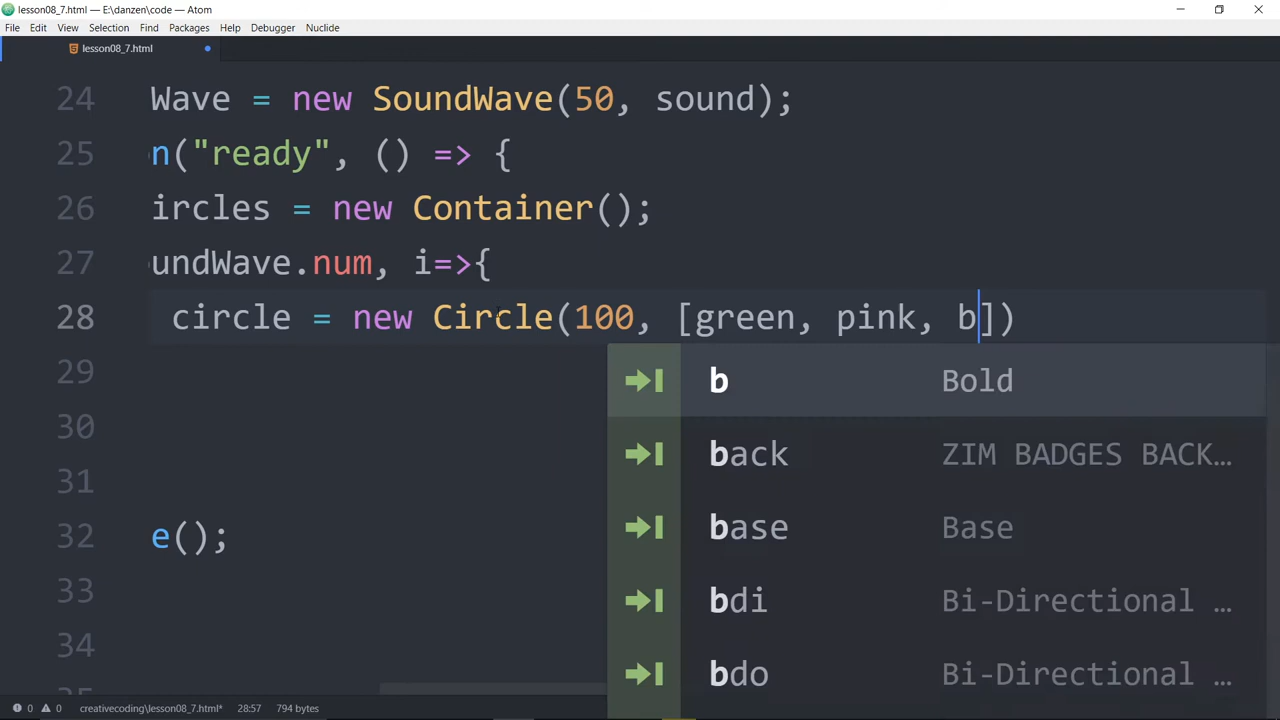 lesson08_7.html — E:\danzen\code — Atom
File Edit View Selection Find Packages Help Debugger Nuclide
lesson08_7.html
24 Wave = new SoundWave(50, sound);
25 n("ready", () => {
26 ircles = new Container();
27 undWave.num, i=>{
28 circle = new Circle(100, [green, pink, b])
29 b Bold
30 back ZIM BADGES BACK…
31 base Base
32 e();
33 bdi Bi-Directional …
34 bdo Bi-Directional …
35
0 0 creativecoding\lesson08_7.html* 28:57 794 bytes